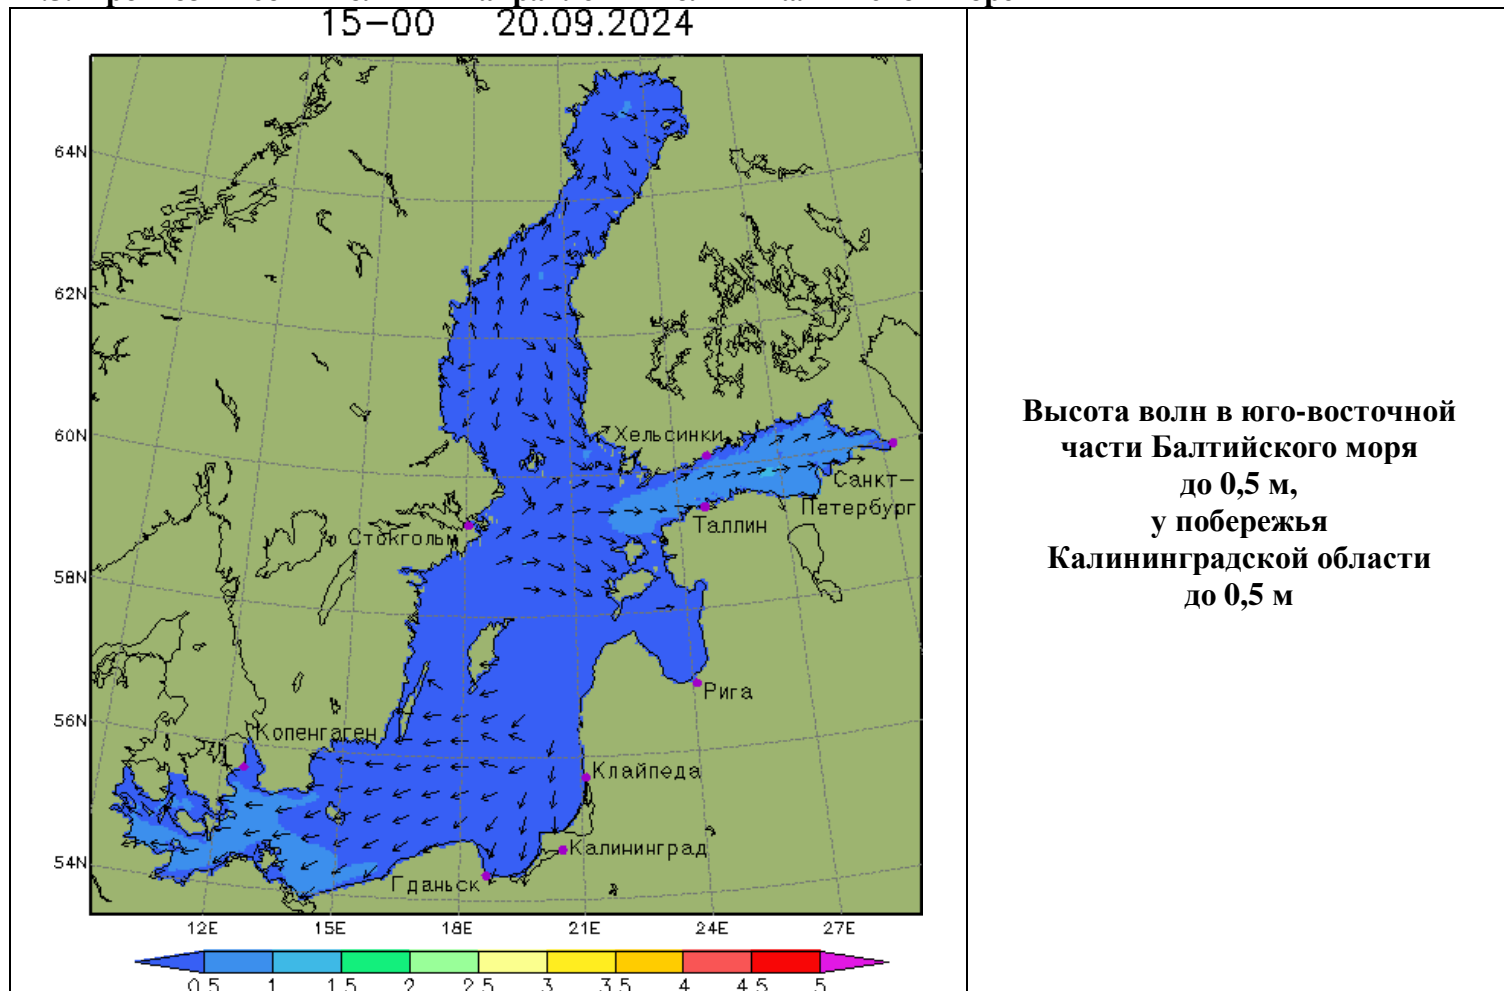 15-00 20.09.2024
64N
62N
60N
58N
56N
54N
Хельсинки
Санкт-
Петербург
Таллин
Стокгольм
Рига
Копенгаген
Клайпеда
Калининград
Гданьск
12E 15E 18E 21E 24E 27E
0.5 1 1.5 2 2.5 3 3.5 4 4.5 5
Высота волн в юго-восточной
части Балтийского моря
до 0,5 м,
у побережья
Калининградской области
до 0,5 м